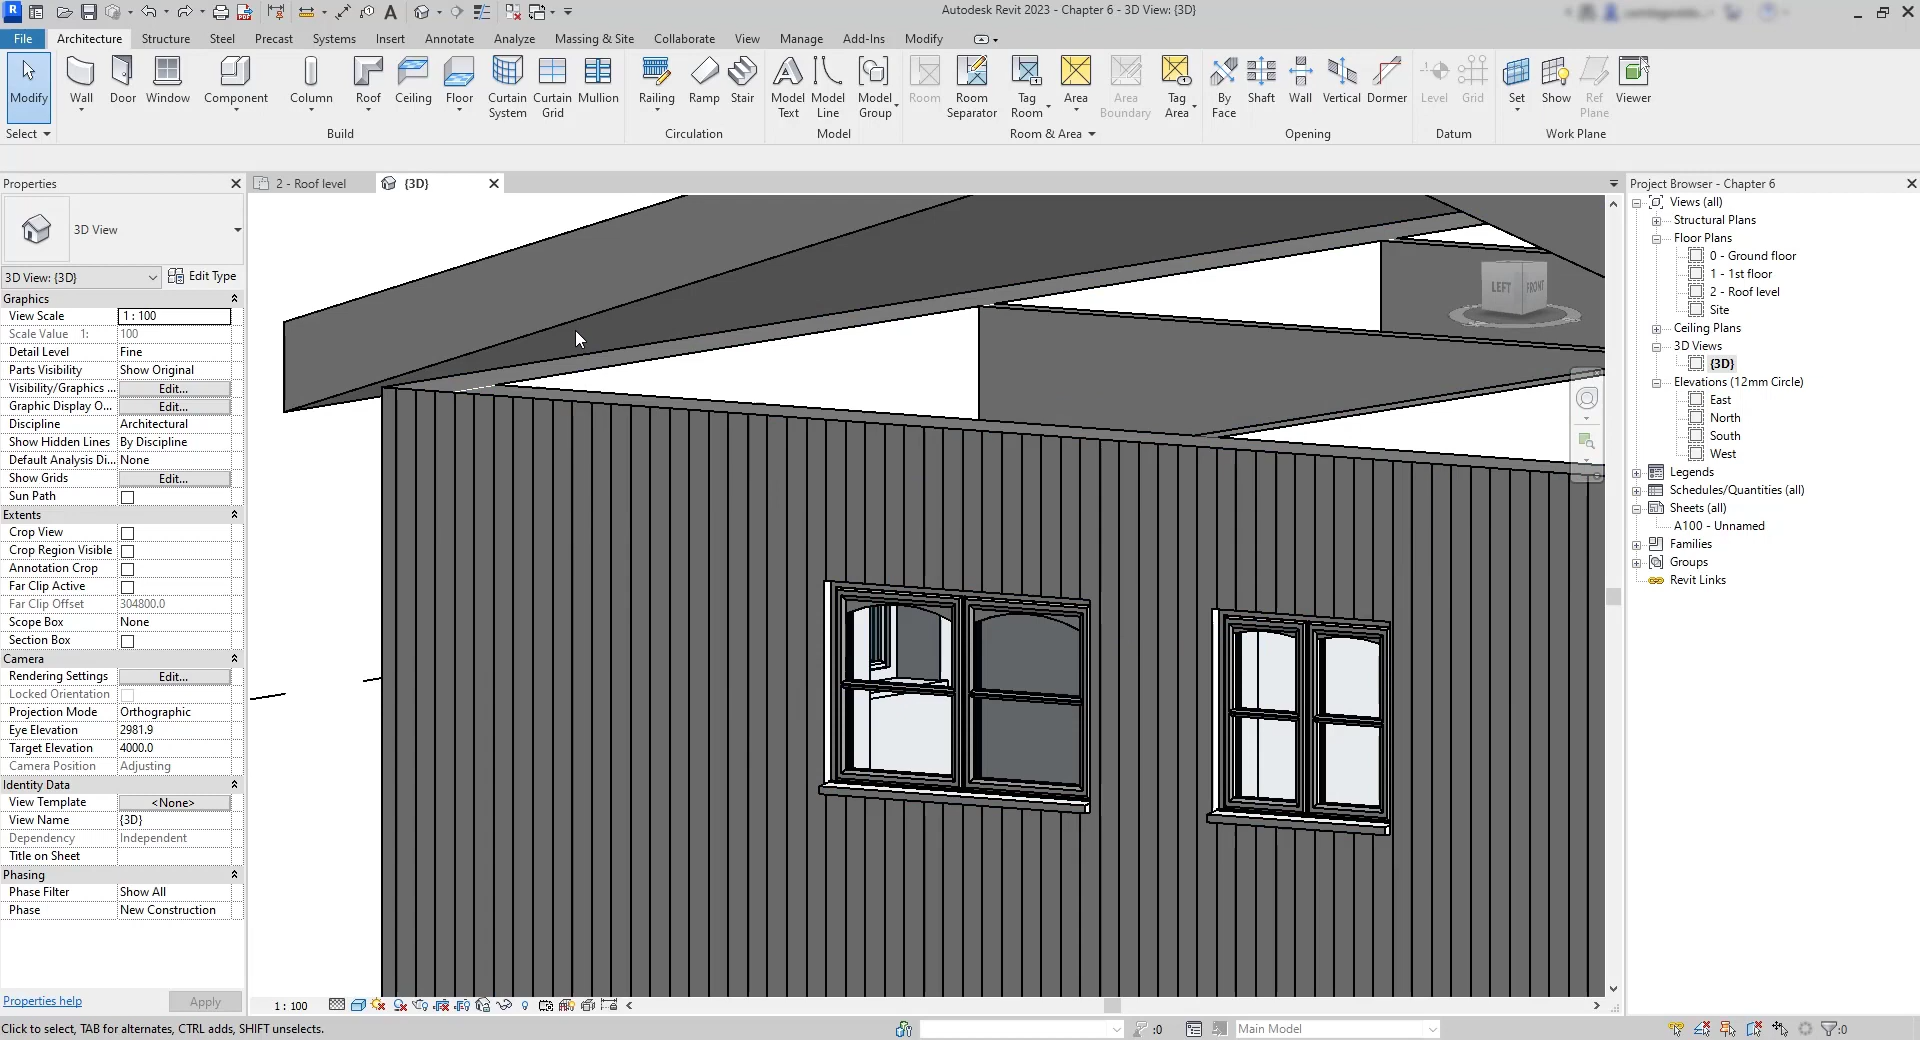 Autodesk Revit 2023 - Chapter 6 - 3D View: {3D}
File Architecture Structure Steel Precast Systems Insert Annotate Analyze Massing & Site Collaborate View Manage Add-Ins Modify
Modify Wall Door Window Component Column Roof Ceiling Floor Curtain System Curtain Grid Mullion Railing Ramp Stair Model Text Model Line Model Group Room Room Separator Tag Room Area Area Boundary Tag Area By Face Shaft Wall Vertical Dormer Level Grid Set Show Ref Plane Viewer
Select Build Circulation Model Room & Area Opening Datum Work Plane
Properties
2 - Roof level
{3D}
Project Browser - Chapter 6
3D View
3D View: {3D}
Edit Type
Graphics
View Scale 1 : 100
Scale Value 1: 100
Detail Level Fine
Parts Visibility Show Original
Visibility/Graphics ... Edit...
Graphic Display O... Edit...
Discipline Architectural
Show Hidden Lines By Discipline
Default Analysis Di... None
Show Grids Edit...
Sun Path
Extents
Crop View
Crop Region Visible
Annotation Crop
Far Clip Active
Far Clip Offset 304800.0
Scope Box None
Section Box
Camera
Rendering Settings Edit...
Locked Orientation
Projection Mode Orthographic
Eye Elevation 2981.9
Target Elevation 4000.0
Camera Position Adjusting
Identity Data
View Template <None>
View Name {3D}
Dependency Independent
Title on Sheet
Phasing
Phase Filter Show All
Phase New Construction
Properties help
Apply
LEFT FRONT
Views (all)
Structural Plans
Floor Plans
0 - Ground floor
1 - 1st floor
2 - Roof level
Site
Ceiling Plans
3D Views
{3D}
Elevations (12mm Circle)
East
North
South
West
Legends
Schedules/Quantities (all)
Sheets (all)
A100 - Unnamed
Families
Groups
Revit Links
1 : 100
Click to select, TAB for alternates, CTRL adds, SHIFT unselects.
:0
Main Model
:0